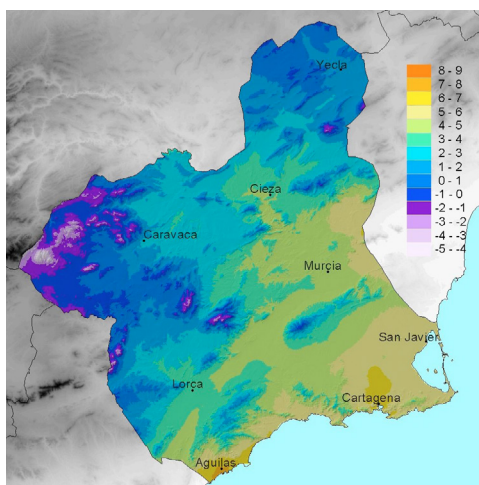 Yecla
8 - 9
7 - 8
6 - 7
5 - 6
4 - 5
3 - 4
2 - 3
1 - 2
0 - 1
-1 - 0
-2 - -1
-3 - -2
-4 - -3
-5 - -4
Cieza
Caravaca
Murcia
San Javier
Lorca
Cartagena
Aguilas